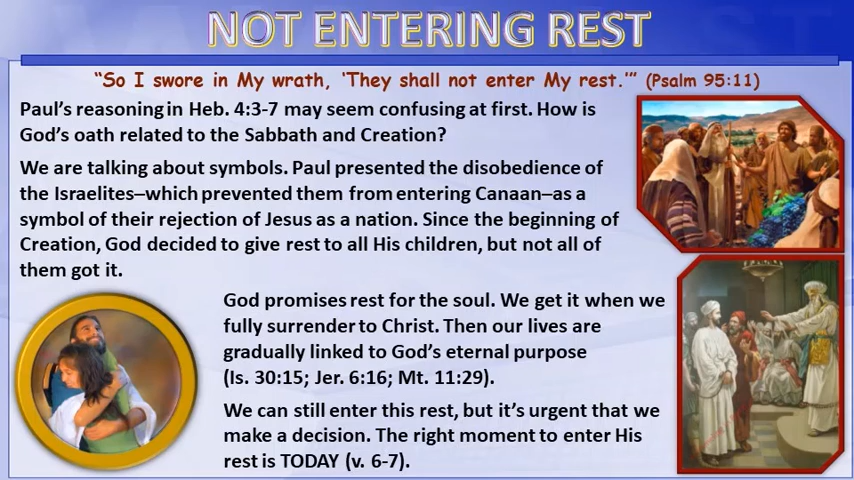 NOT ENTERING REST
“So I swore in My wrath, ‘They shall not enter My rest.’” (Psalm 95:11)
Paul’s reasoning in Heb. 4:3-7 may seem confusing at first. How is
God’s oath related to the Sabbath and Creation?
We are talking about symbols. Paul presented the disobedience of
the Israelites–which prevented them from entering Canaan–as a
symbol of their rejection of Jesus as a nation. Since the beginning of
Creation, God decided to give rest to all His children, but not all of
them got it.
God promises rest for the soul. We get it when we
fully surrender to Christ. Then our lives are
gradually linked to God’s eternal purpose
(Is. 30:15; Jer. 6:16; Mt. 11:29).
We can still enter this rest, but it’s urgent that we
make a decision. The right moment to enter His
rest is TODAY (v. 6-7).